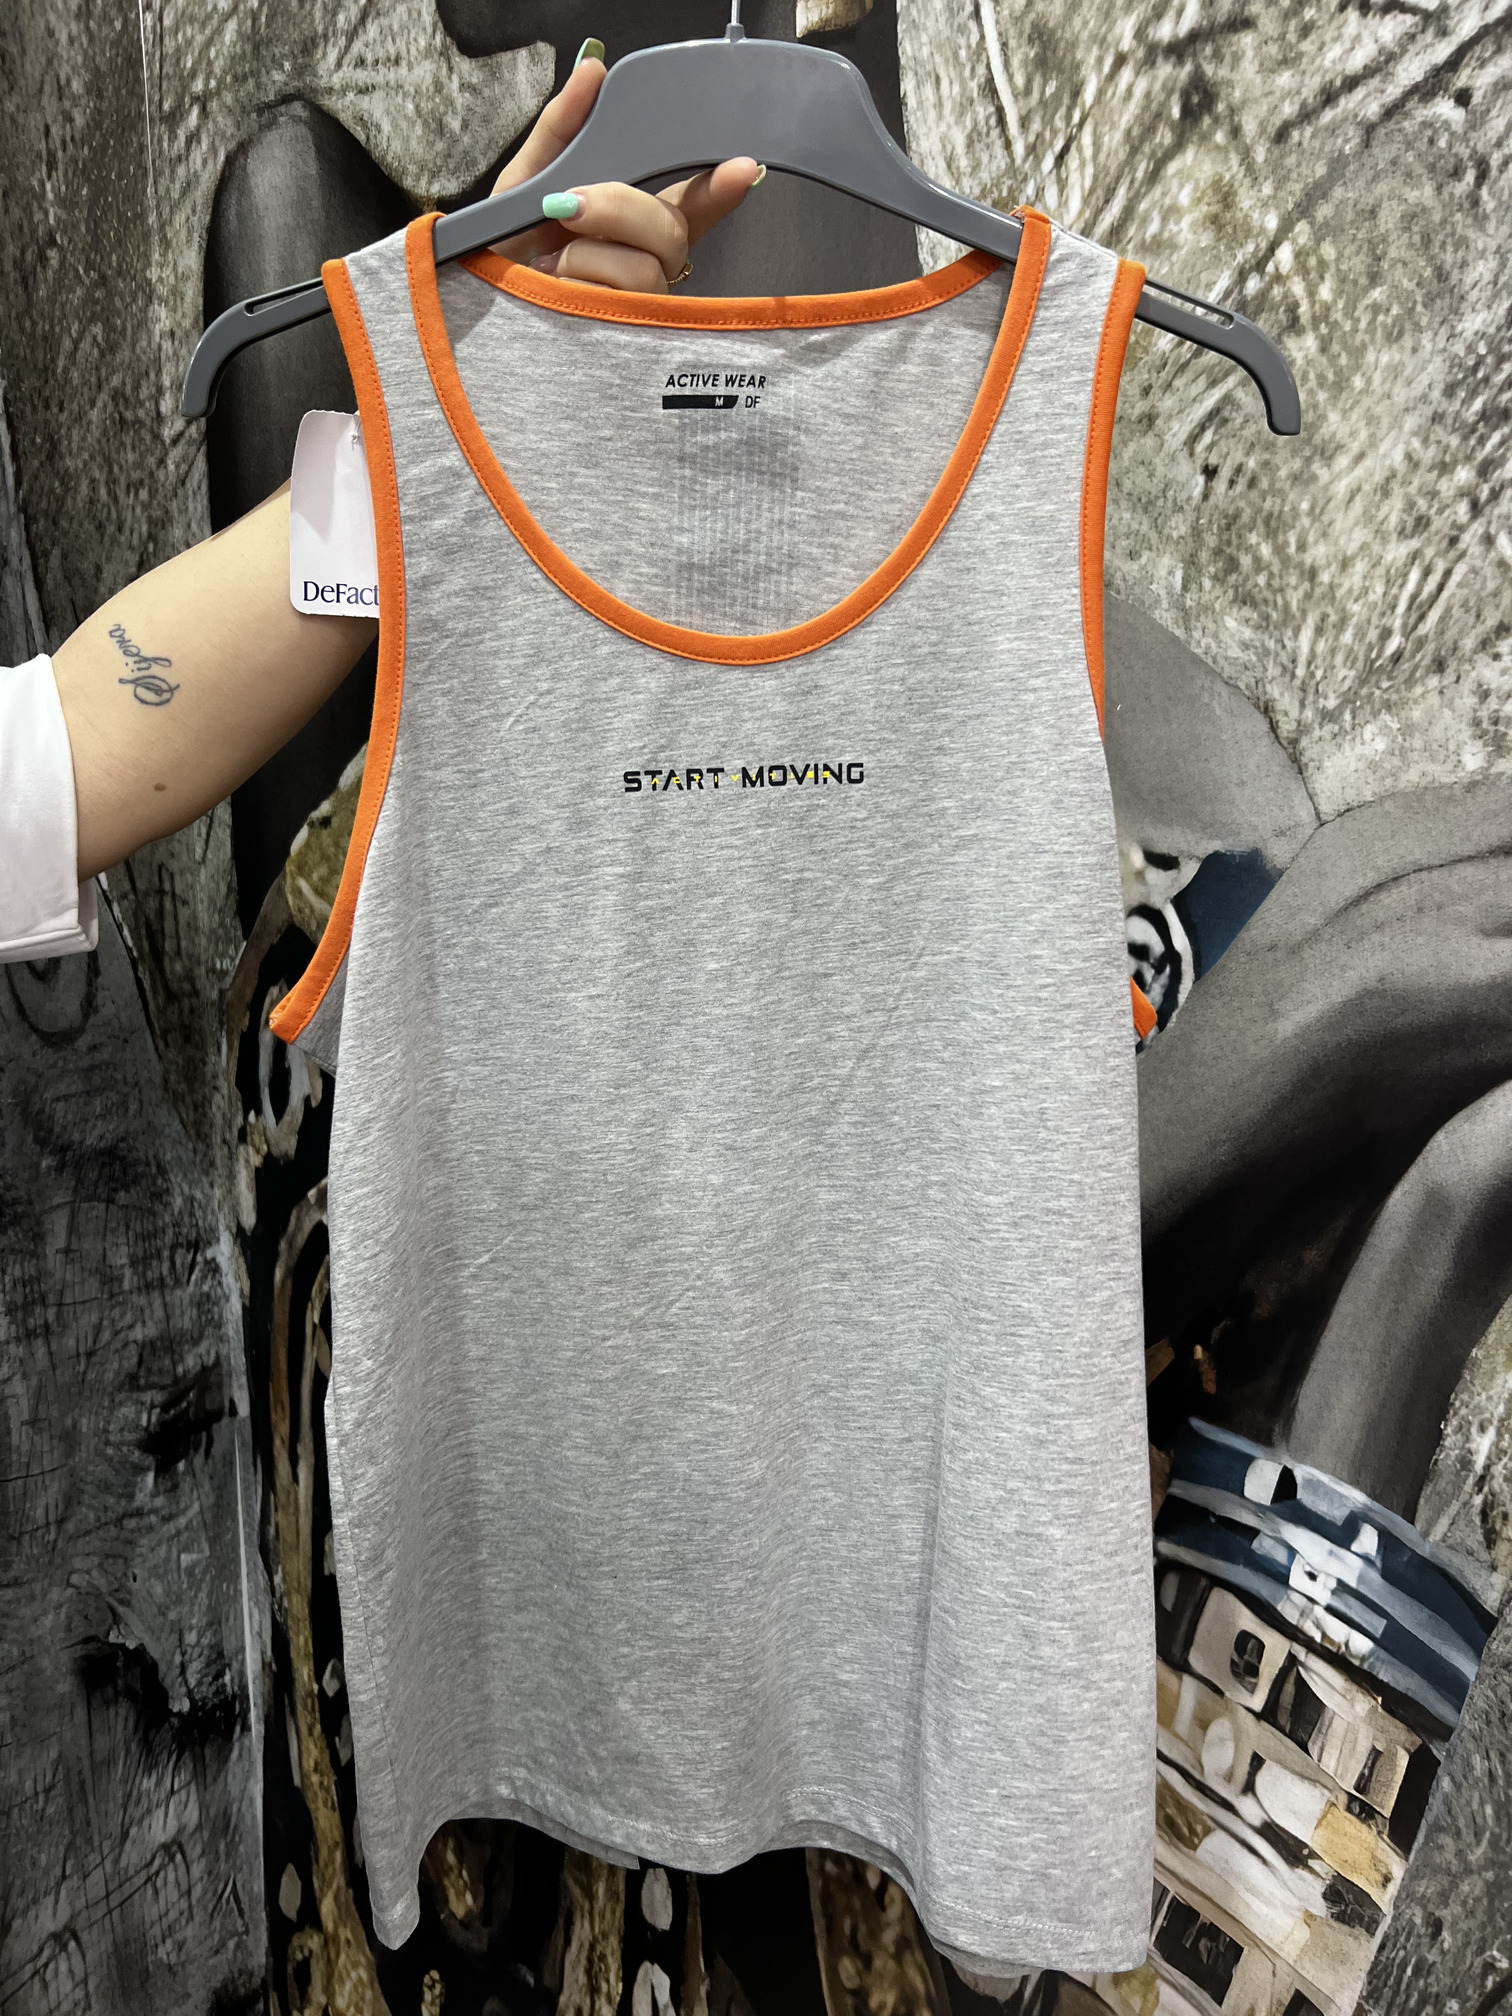 ACTIVE WEAR
M DF
DeFact
START MOVING